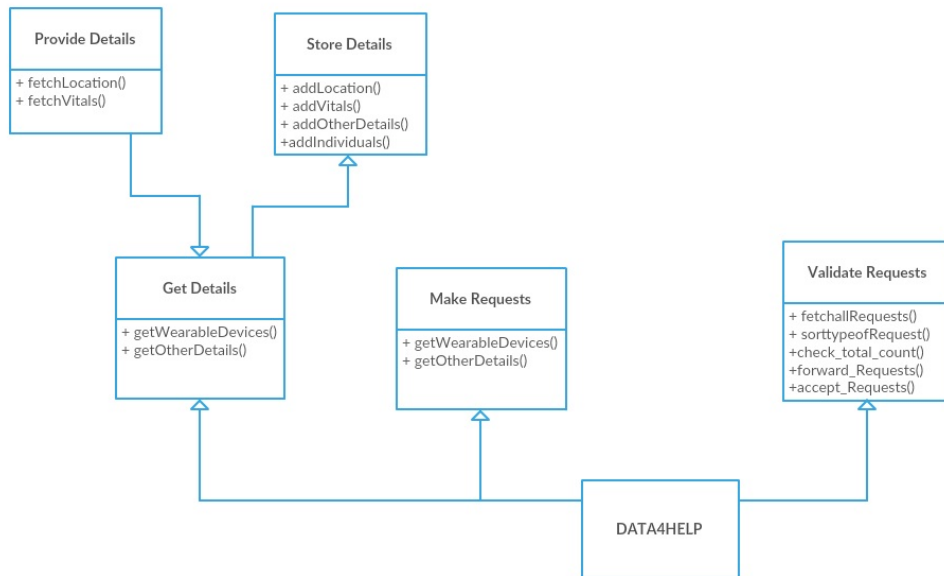 Provide Details
+ fetchLocation()
+ fetchVitals()
Store Details
+ addLocation()
+ addVitals()
+ addOtherDetails()
+addIndividuals()
Get Details
+ getWearableDevices()
+ getOtherDetails()
Make Requests
+ getWearableDevices()
+ getOtherDetails()
Validate Requests
+ fetchallRequests()
+ sorttypeofRequest()
+check_total_count()
+forward_Requests()
+accept_Requests()
DATA4HELP